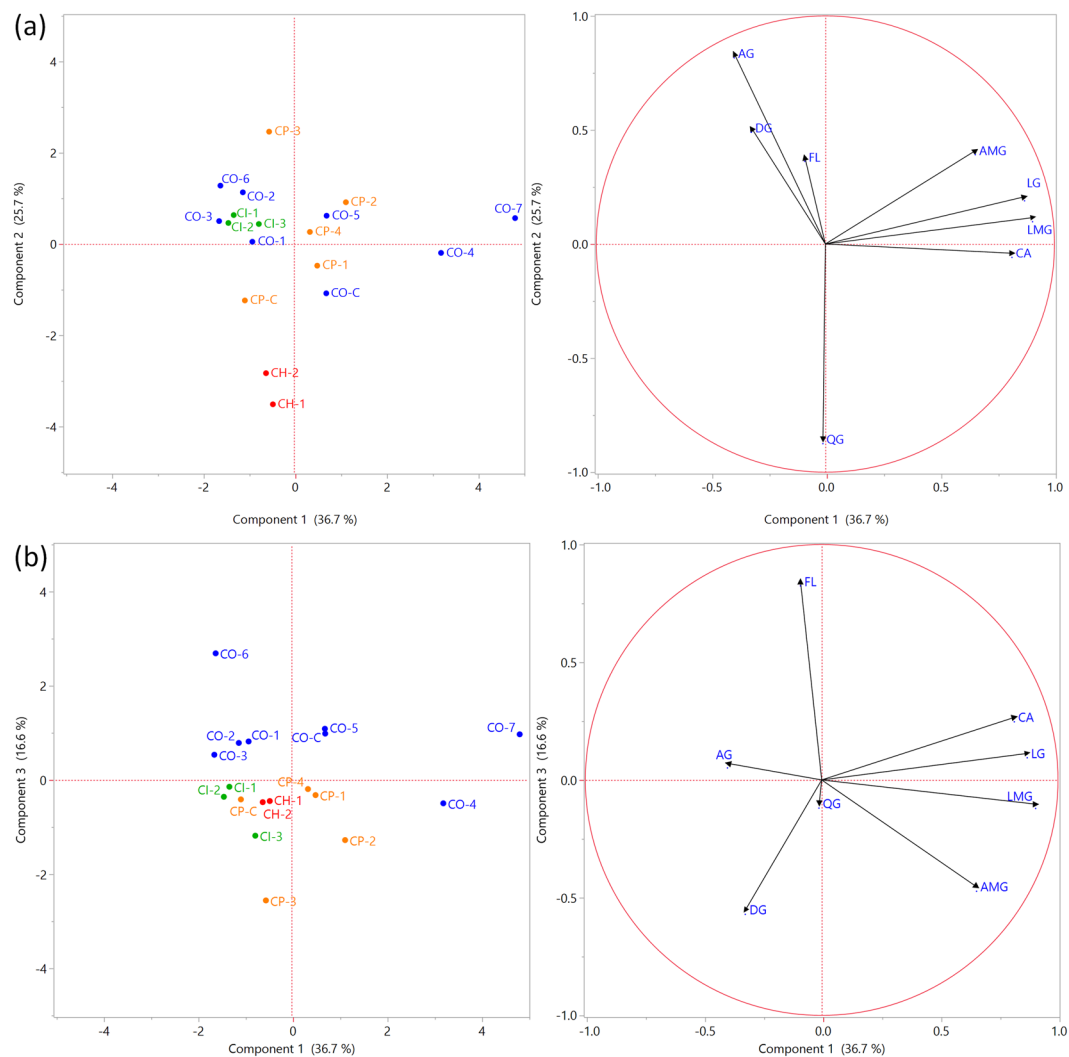 (a)
4
2
0
-2
-4
Component 2 (25.7 %)
CP-3
CO-6
CO-2
CP-2
CO-7
CO-3
CI-1
CO-5
CI-2
CI-3
CP-4
CO-1
CO-4
CP-1
CO-C
CP-C
CH-2
CH-1
-4
-2
0
2
4
Component 1 (36.7 %)
1.0
0.5
0.0
-0.5
-1.0
Component 2 (25.7 %)
AG
DG
FL
AMG
LG
LMG
CA
QG
-1.0
-0.5
0.0
0.5
1.0
Component 1 (36.7 %)
(b)
4
2
0
-2
-4
Component 3 (16.6 %)
CO-6
CO-2
CO-1
CO-5
CO-C
CO-7
CO-3
CP-4
CI-1
CI-2
CP-C
CH-1
CP-1
CH-2
CO-4
CI-3
CP-2
CP-3
-4
-2
0
2
4
Component 1 (36.7 %)
1.0
0.5
0.0
-0.5
-1.0
Component 3 (16.6 %)
FL
CA
AG
LG
QG
LMG
AMG
DG
-1.0
-0.5
0.0
0.5
1.0
Component 1 (36.7 %)